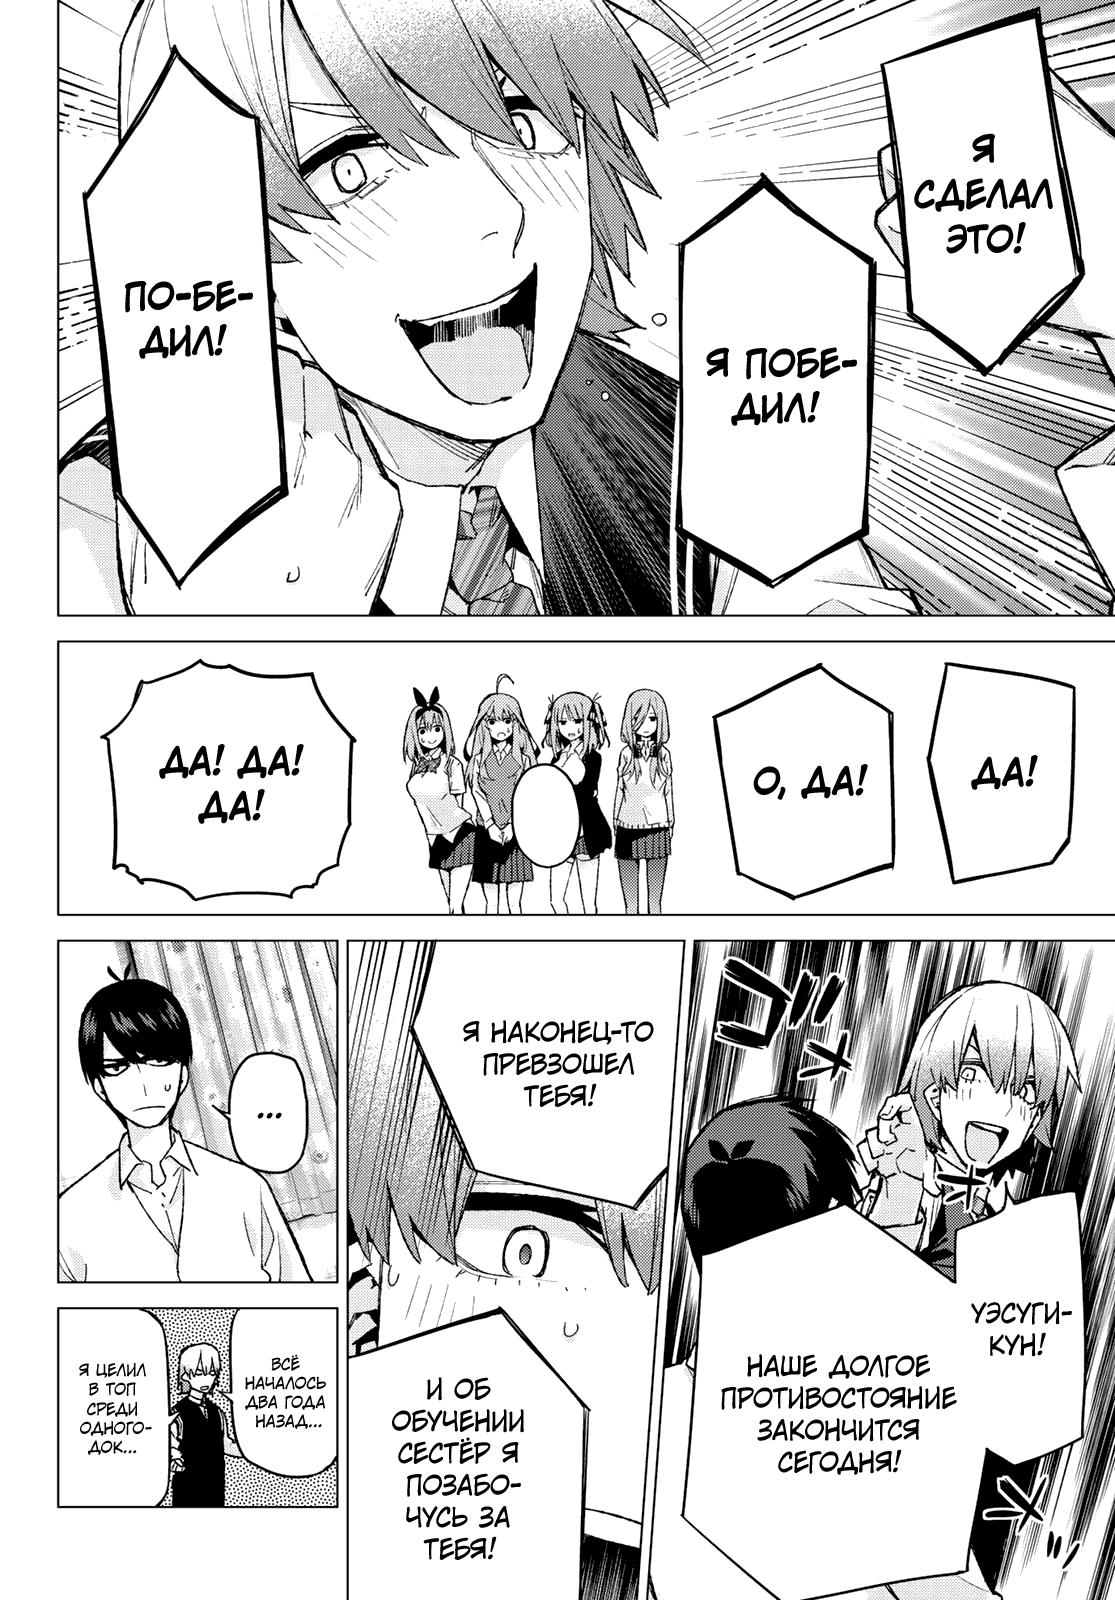 Я
СДЕЛАЛ
ЭТО!
Я ПОБЕ-
ДИЛ!
ПО-БЕ-
ДИЛ!
ДА!
О, ДА!
ДА! ДА!
ДА!
УЭСУГИ-
КУН!
НАШЕ ДОЛГОЕ
ПРОТИВОСТОЯНИЕ
ЗАКОНЧИТСЯ
СЕГОДНЯ!
Я НАКОНЕЦ-ТО
ПРЕВЗОШЕЛ
ТЕБЯ!
И ОБ
ОБУЧЕНИИ
СЕСТЁР Я
ПОЗАБО-
ЧУСЬ ЗА
ТЕБЯ!
...
ВСЁ
НАЧАЛОСЬ
ДВА ГОДА
НАЗАД...
Я ЦЕЛИЛ
В ТОП
СРЕДИ
ОДНОГО-
ДОК...